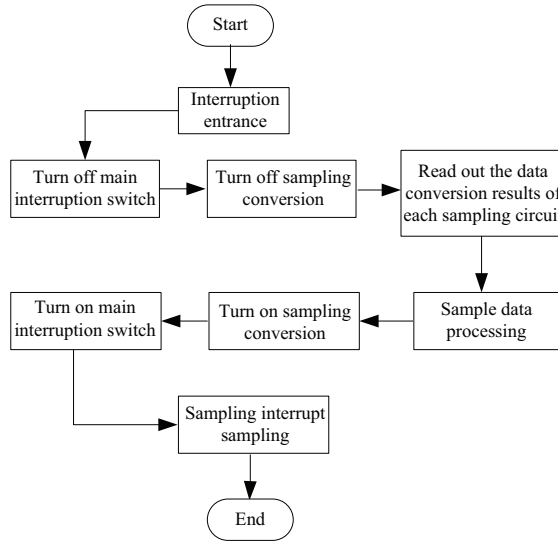 Start
Interruption
entrance
Turn off main
interruption switch
Turn off sampling
conversion
Read out the data
conversion results of
each sampling circui
Turn on main
interruption switch
Turn on sampling
conversion
Sample data
processing
Sampling interrupt
sampling
End